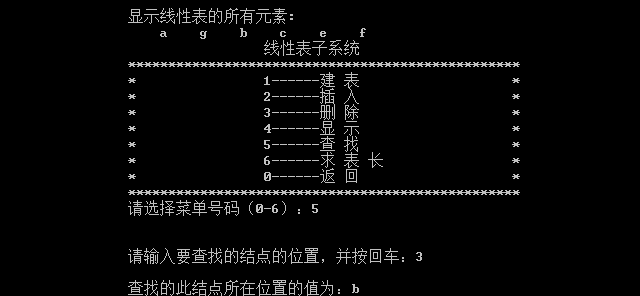 显示线性表的所有元素:
a g b c e f
线性表子系统
*************************************************
* 1------建 表 *
* 2------插 入 *
* 3------删 除 *
* 4------显 示 *
* 5------查 找 *
* 6------求 表 长 *
* 0------返 回 *
*************************************************
请选择菜单号码（0-6）: 5
请输入要查找的结点的位置，并按回车: 3
查找的此结点所在位置的值为: b